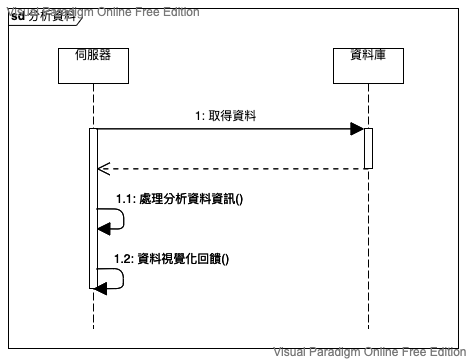 Visual Paradigm Online Free Edition
sd 分析資料
伺服器
資料庫
1: 取得資料
1.1: 處理分析資料資訊()
1.2: 資料視覺化回饋()
Visual Paradigm Online Free Edition